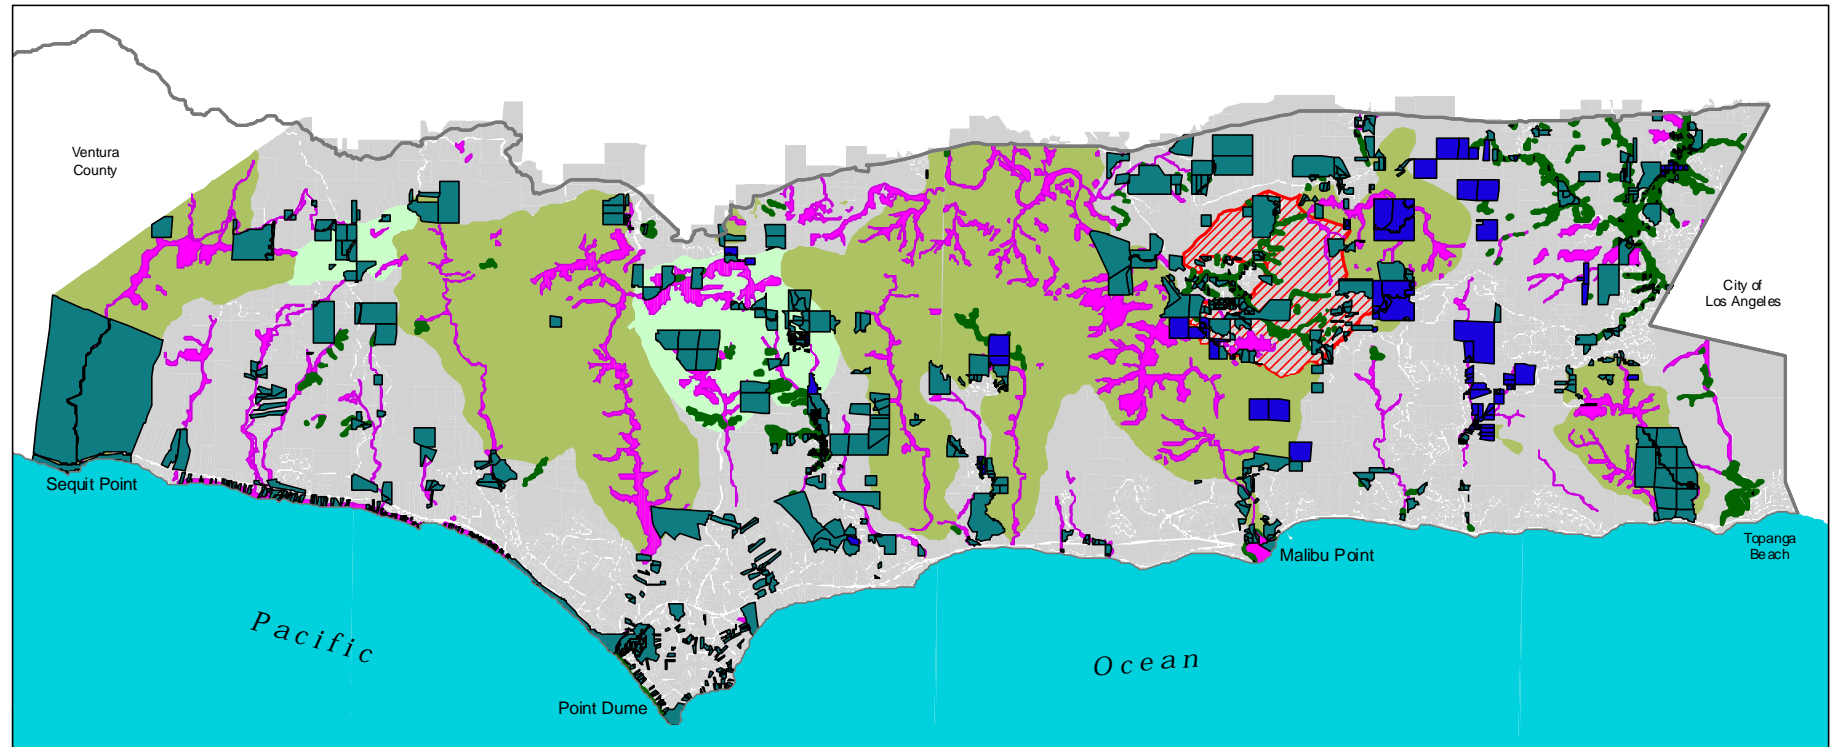 Ventura
County
City of
Los Angeles
Sequit Point
Topanga
Beach
Malibu Point
Pacific
Ocean
Point Dume